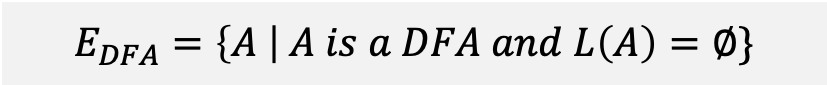 E_DFA = {A | A is a DFA and L(A) = ∅}